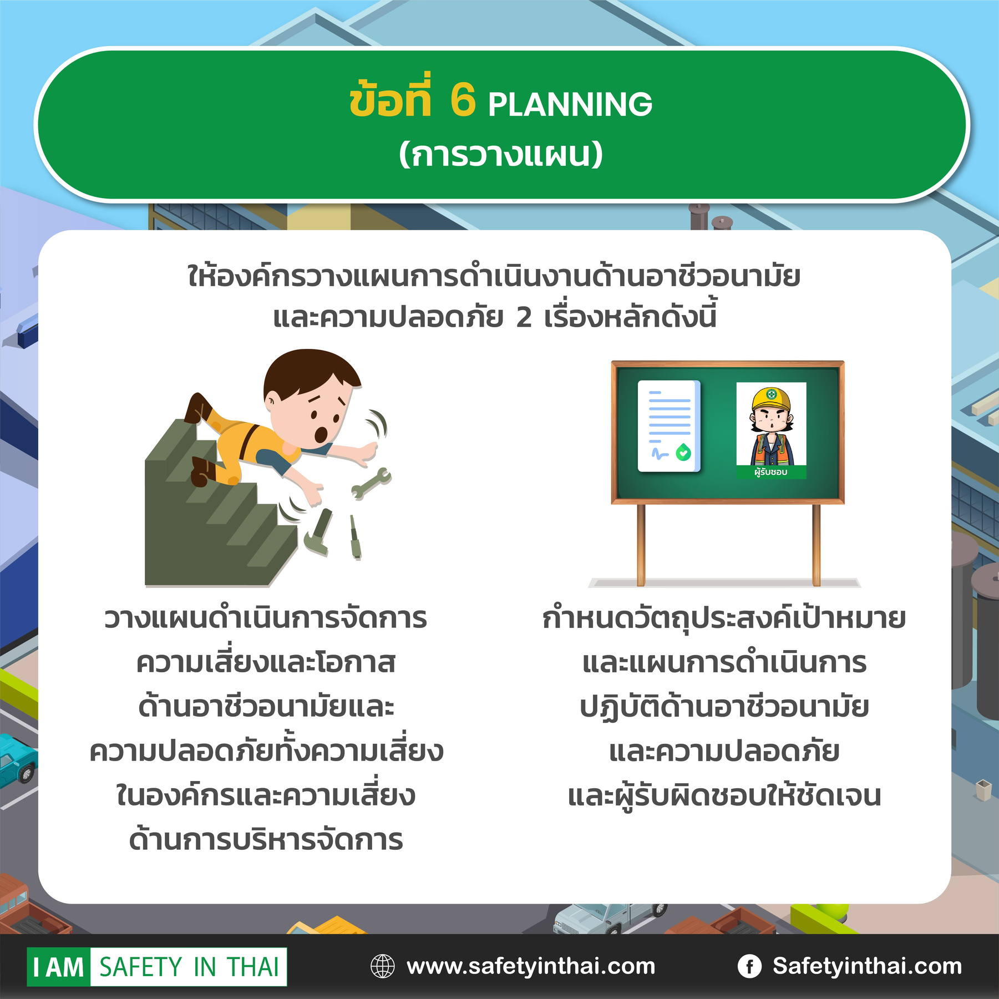 ข้อที่ 6 PLANNING
(การวางแผน)
ให้องค์กรวางแผนการดำเนินงานด้านอาชีวอนามัย
และความปลอดภัย 2 เรื่องหลักดังนี้
ผู้รับชอบ
วางแผนดำเนินการจัดการ
ความเสี่ยงและโอกาส
ด้านอาชีวอนามัยและ
ความปลอดภัยทั้งความเสี่ยง
ในองค์กรและความเสี่ยง
ด้านการบริหารจัดการ
กำหนดวัตถุประสงค์เป้าหมาย
และแผนการดำเนินการ
ปฏิบัติด้านอาชีวอนามัย
และความปลอดภัย
และผู้รับผิดชอบให้ชัดเจน
I AM SAFETY IN THAI
www.safetyinthai.com
Safetyinthai.com